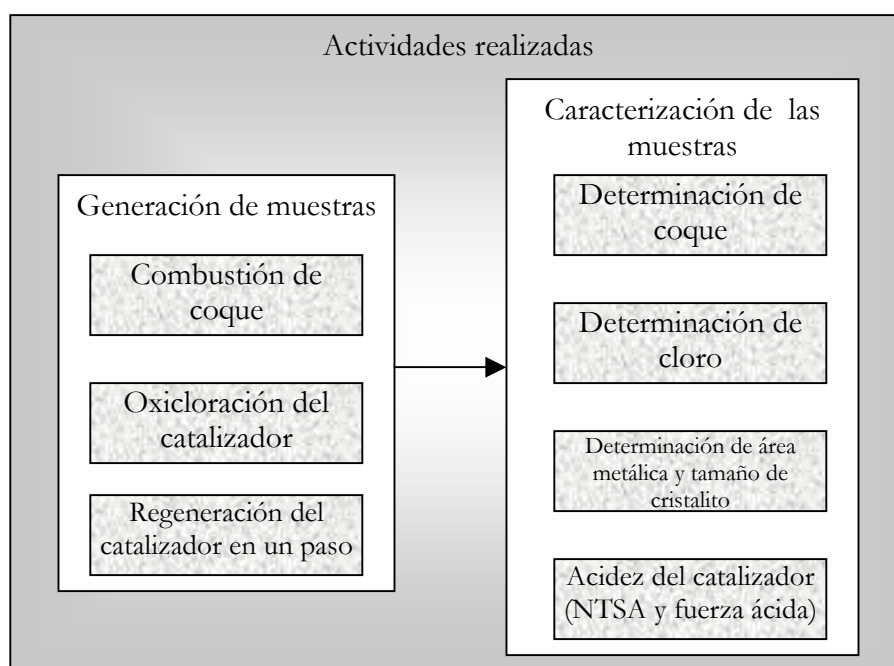 Actividades realizadas
Generación de muestras
Combustión de
coque
Oxicloración del
catalizador
Regeneración del
catalizador en un paso
Caracterización de las
muestras
Determinación de
coque
Determinación de
cloro
Determinación de área
metálica y tamaño de
cristalito
Acidez del catalizador
(NTSA y fuerza ácida)